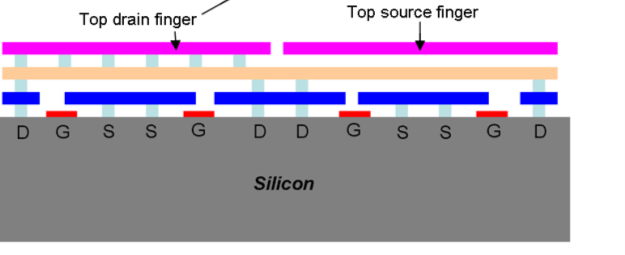 Top drain finger
Top source finger
D G S S G D D G S S G D
Silicon